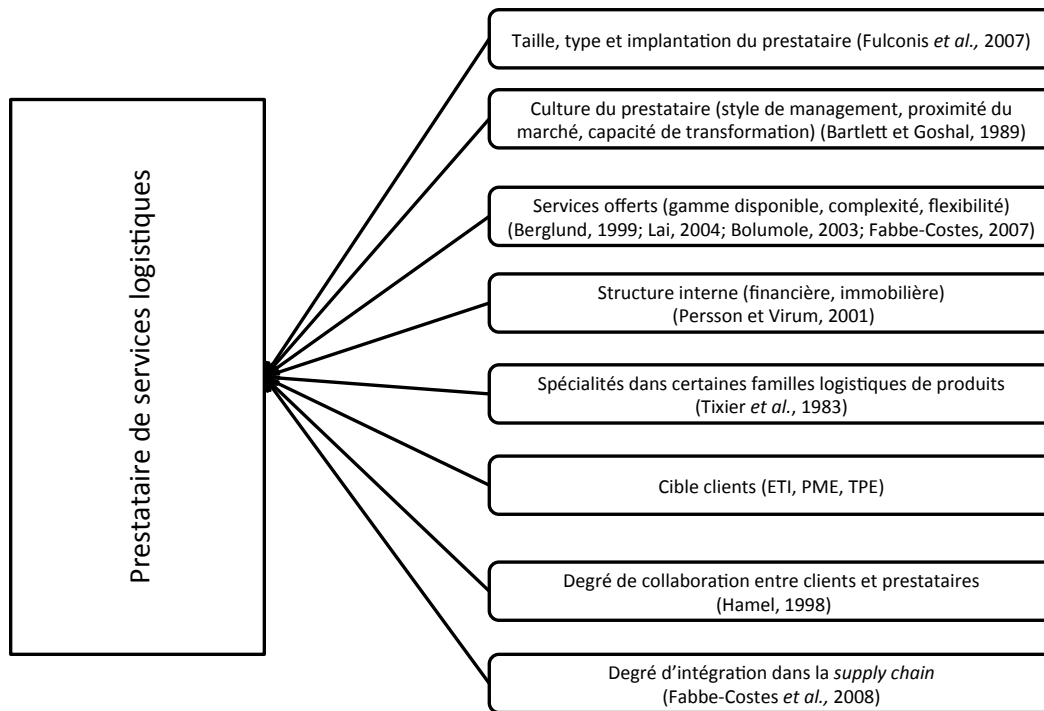 Prestataire de services logistiques
Taille, type et implantation du prestataire (Fulconis et al., 2007)
Culture du prestataire (style de management, proximité du
marché, capacité de transformation) (Bartlett et Goshal, 1989)
Services offerts (gamme disponible, complexité, flexibilité)
(Berglund, 1999; Lai, 2004; Bolumole, 2003; Fabbe-Costes, 2007)
Structure interne (financière, immobilière)
(Persson et Virum, 2001)
Spécialités dans certaines familles logistiques de produits
(Tixier et al., 1983)
Cible clients (ETI, PME, TPE)
Degré de collaboration entre clients et prestataires
(Hamel, 1998)
Degré d’intégration dans la supply chain
(Fabbe-Costes et al., 2008)